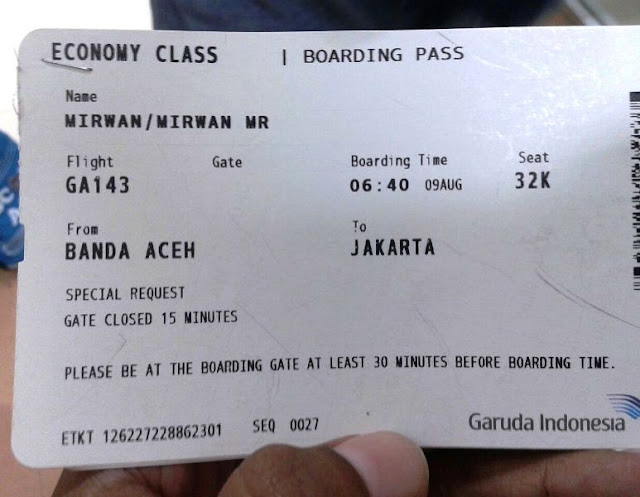 ECONOMY CLASS | BOARDING PASS
Name
MIRWAN/MIRWAN MR
Flight Gate Boarding Time Seat
GA143 06:40 09AUG 32K
From To
BANDA ACEH JAKARTA
SPECIAL REQUEST
GATE CLOSED 15 MINUTES
PLEASE BE AT THE BOARDING GATE AT LEAST 30 MINUTES BEFORE BOARDING TIME.
ETKT 126227228862301 SEQ 0027
Garuda Indonesia